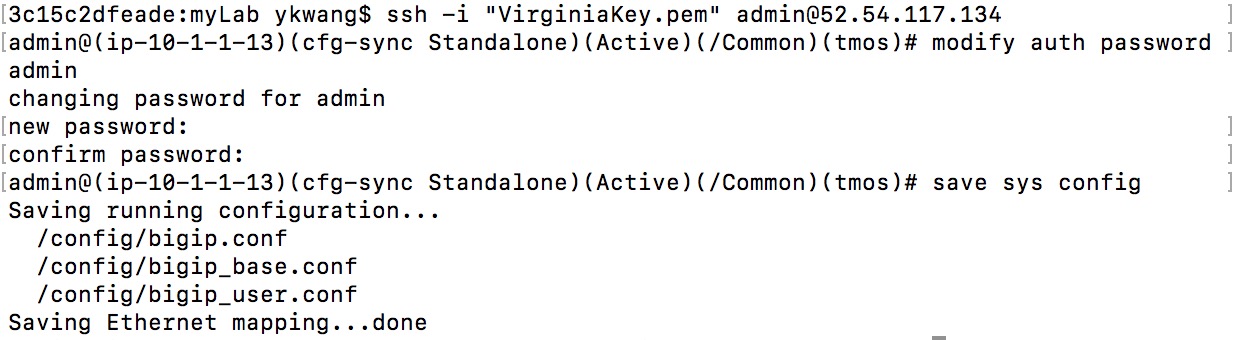 [3c15c2dfeade:myLab ykwang$ ssh -i "VirginiaKey.pem" admin@52.54.117.134 ]
[admin@(ip-10-1-1-13)(cfg-sync Standalone)(Active)(/Common)(tmos)# modify auth password ]
admin
changing password for admin
[new password: ]
[confirm password: ]
[admin@(ip-10-1-1-13)(cfg-sync Standalone)(Active)(/Common)(tmos)# save sys config ]
Saving running configuration...
  /config/bigip.conf
  /config/bigip_base.conf
  /config/bigip_user.conf
Saving Ethernet mapping...done